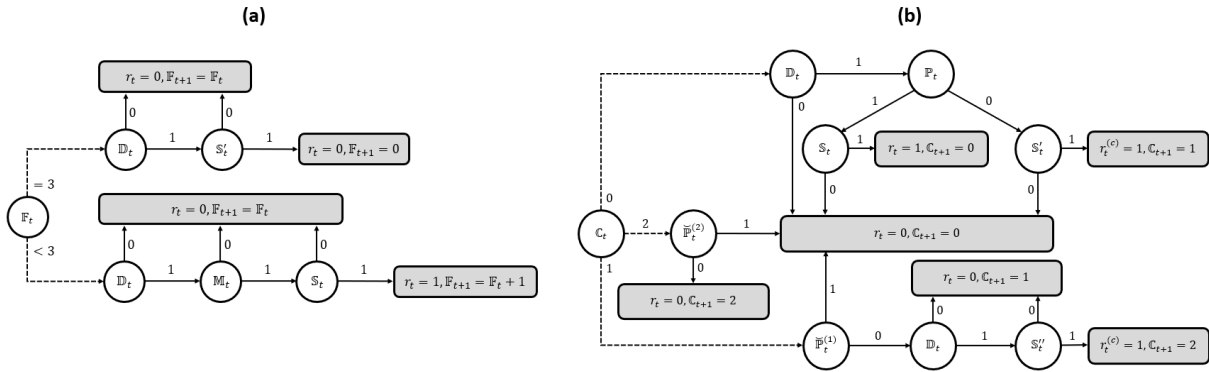 (a)
r_t = 0, 𝔽_{t+1} = 𝔽_t
0
0
𝔻_t
1
𝕊′_t
1
r_t = 0, 𝔽_{t+1} = 0
= 3
𝔽_t
< 3
r_t = 0, 𝔽_{t+1} = 𝔽_t
0
0
0
𝔻_t
1
𝕄_t
1
𝕊_t
1
r_t = 1, 𝔽_{t+1} = 𝔽_t + 1
(b)
𝔻_t
1
ℙ_t
0
1
0
𝕊_t
1
r_t = 1, ℂ_{t+1} = 0
𝕊′_t
1
r_t^{(c)} = 1, ℂ_{t+1} = 1
0
0
0
ℂ_t
2
ℙ̆_t^{(2)}
1
r_t = 0, ℂ_{t+1} = 0
1
0
r_t = 0, ℂ_{t+1} = 2
1
r_t = 0, ℂ_{t+1} = 1
0
0
ℙ̆_t^{(1)}
0
𝔻_t
1
𝕊″_t
1
r_t^{(c)} = 1, ℂ_{t+1} = 2